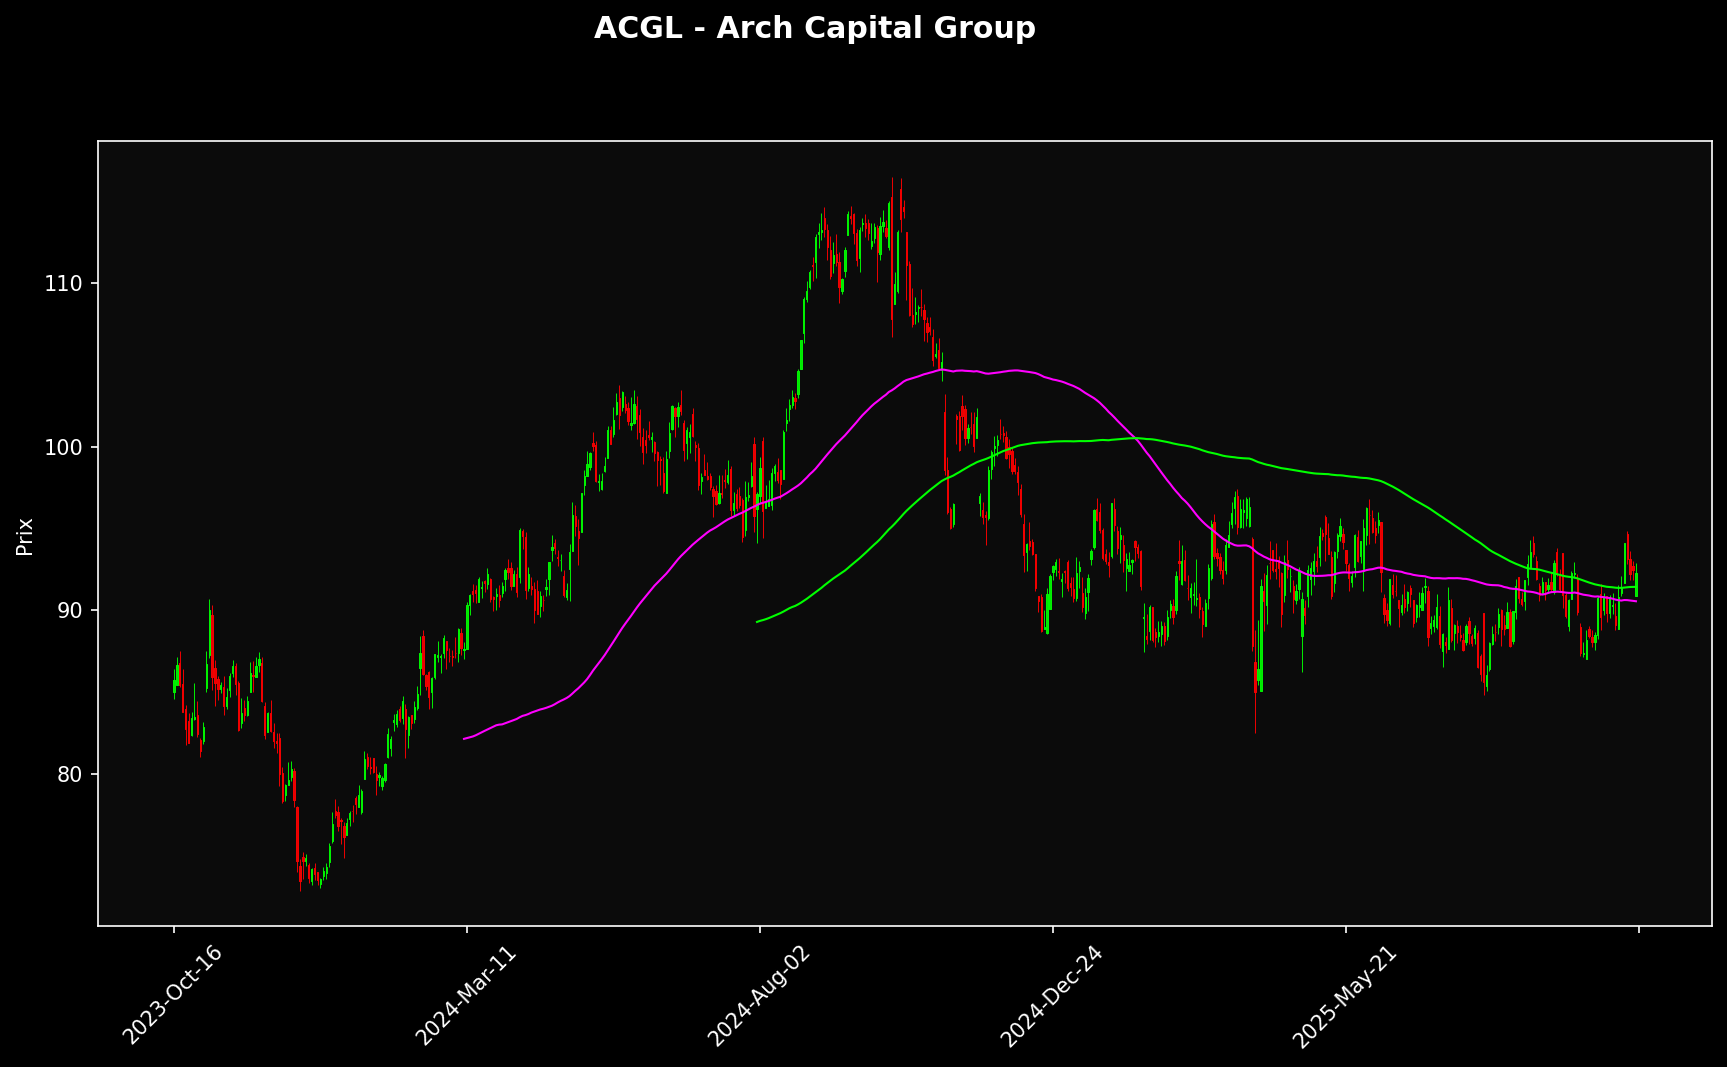 ACGL - Arch Capital Group
Prix
110
100
90
80
2023-Oct-16
2024-Mar-11
2024-Aug-02
2024-Dec-24
2025-May-21